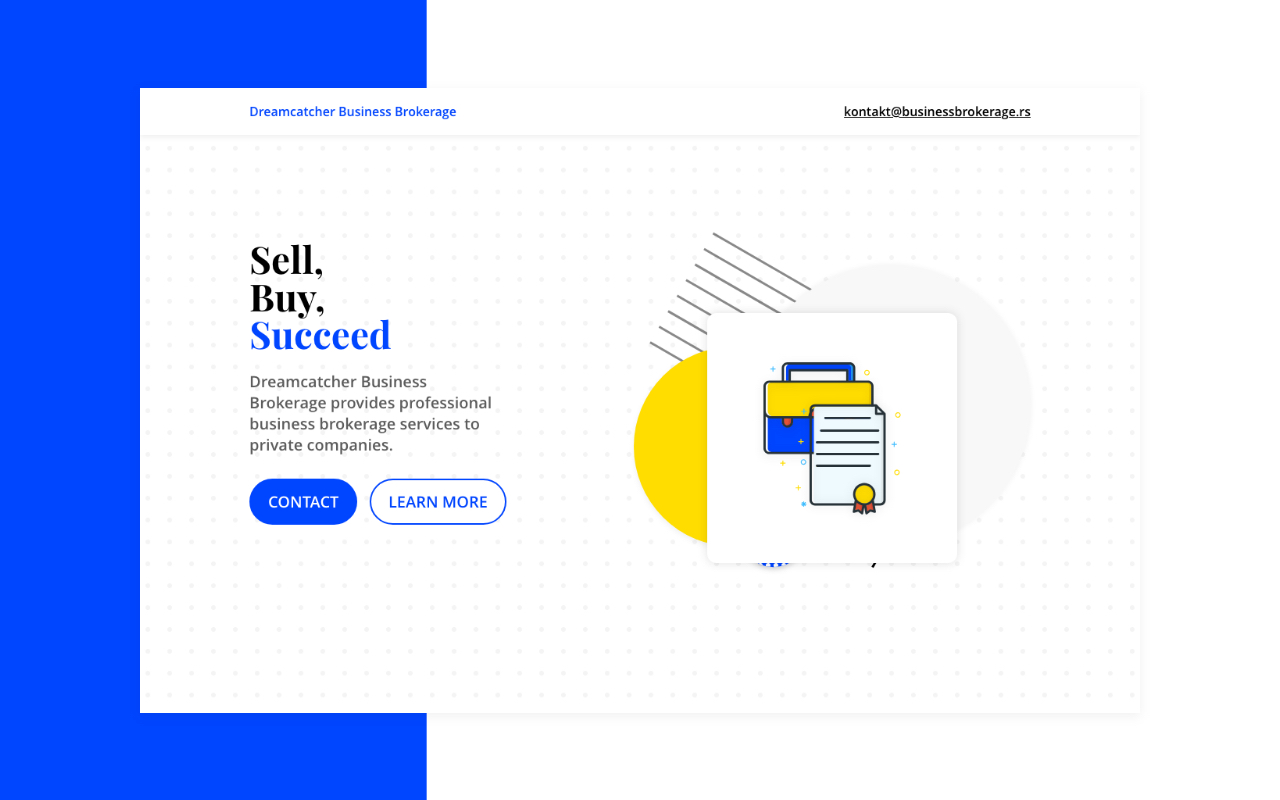 Dreamcatcher Business Brokerage
kontakt@businessbrokerage.rs
Sell,
Buy,
Succeed
Dreamcatcher Business
Brokerage provides professional
business brokerage services to
private companies.
CONTACT
LEARN MORE